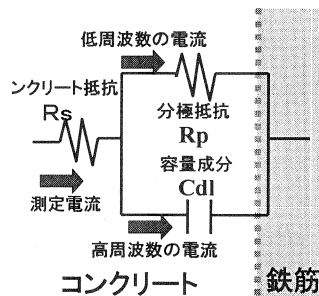 低周波数の電流
ンクリート抵抗
Rs
分極抵抗
Rp
容量成分
Cdl
測定電流
高周波数の電流
コンクリート
鉄筋